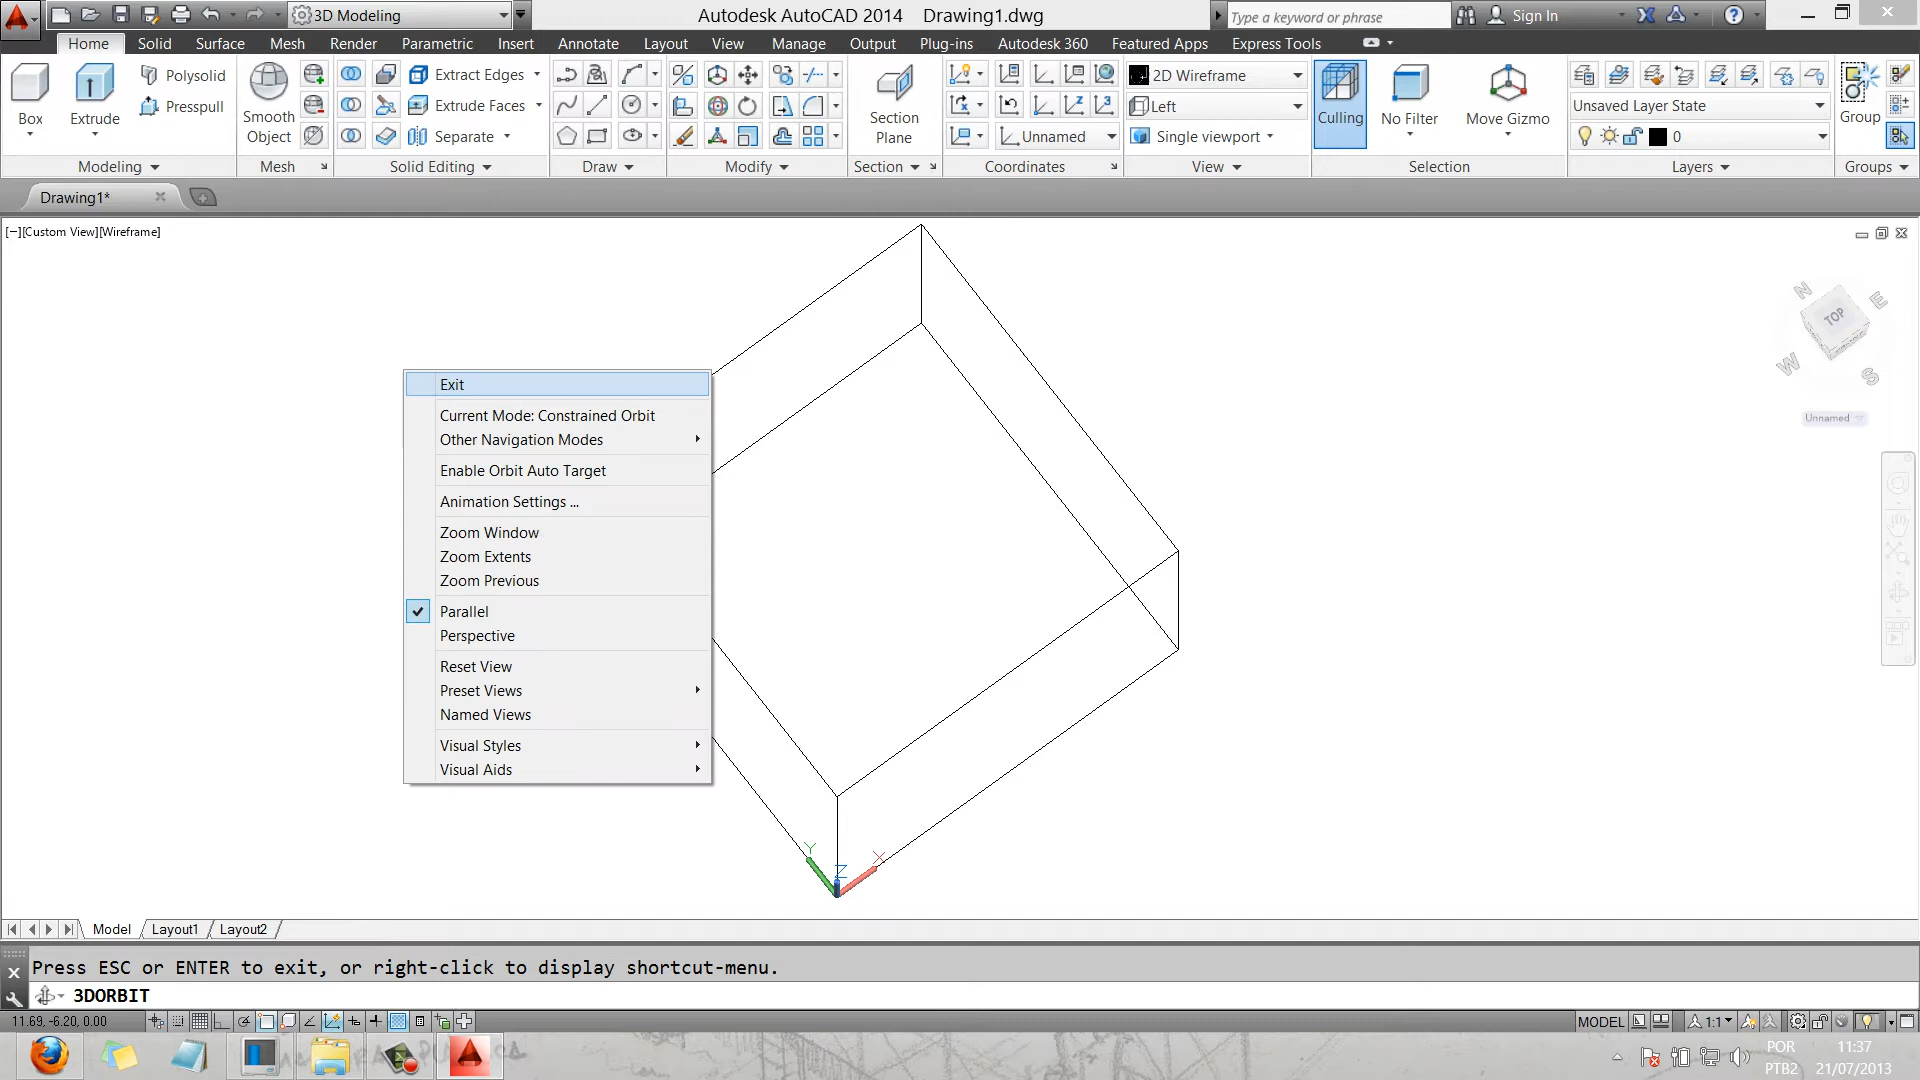 3D Modeling
Autodesk AutoCAD 2014 Drawing1.dwg
Type a keyword or phrase
Sign In
Home Solid Surface Mesh Render Parametric Insert Annotate Layout View Manage Output Plug-ins Autodesk 360 Featured Apps Express Tools
Box
Extrude
Polysolid
Presspull
Modeling
Smooth
Object
Mesh
Extract Edges
Extrude Faces
Separate
Solid Editing
Draw
Modify
Section
Plane
Section
Unnamed
Coordinates
2D Wireframe
Left
Single viewport
View
Culling
No Filter
Move Gizmo
Selection
Unsaved Layer State
0
Layers
Group
Groups
Drawing1*
[−][Custom View][Wireframe]
N
E
TOP
W
S
Unnamed
Exit
Current Mode: Constrained Orbit
Other Navigation Modes
Enable Orbit Auto Target
Animation Settings ...
Zoom Window
Zoom Extents
Zoom Previous
Parallel
Perspective
Reset View
Preset Views
Named Views
Visual Styles
Visual Aids
Y
Z
X
Model Layout1 Layout2
Press ESC or ENTER to exit, or right-click to display shortcut-menu.
3DORBIT
11.69, -6.20, 0.00
MODEL
1:1
POR
PTB2
11:37
21/07/2013